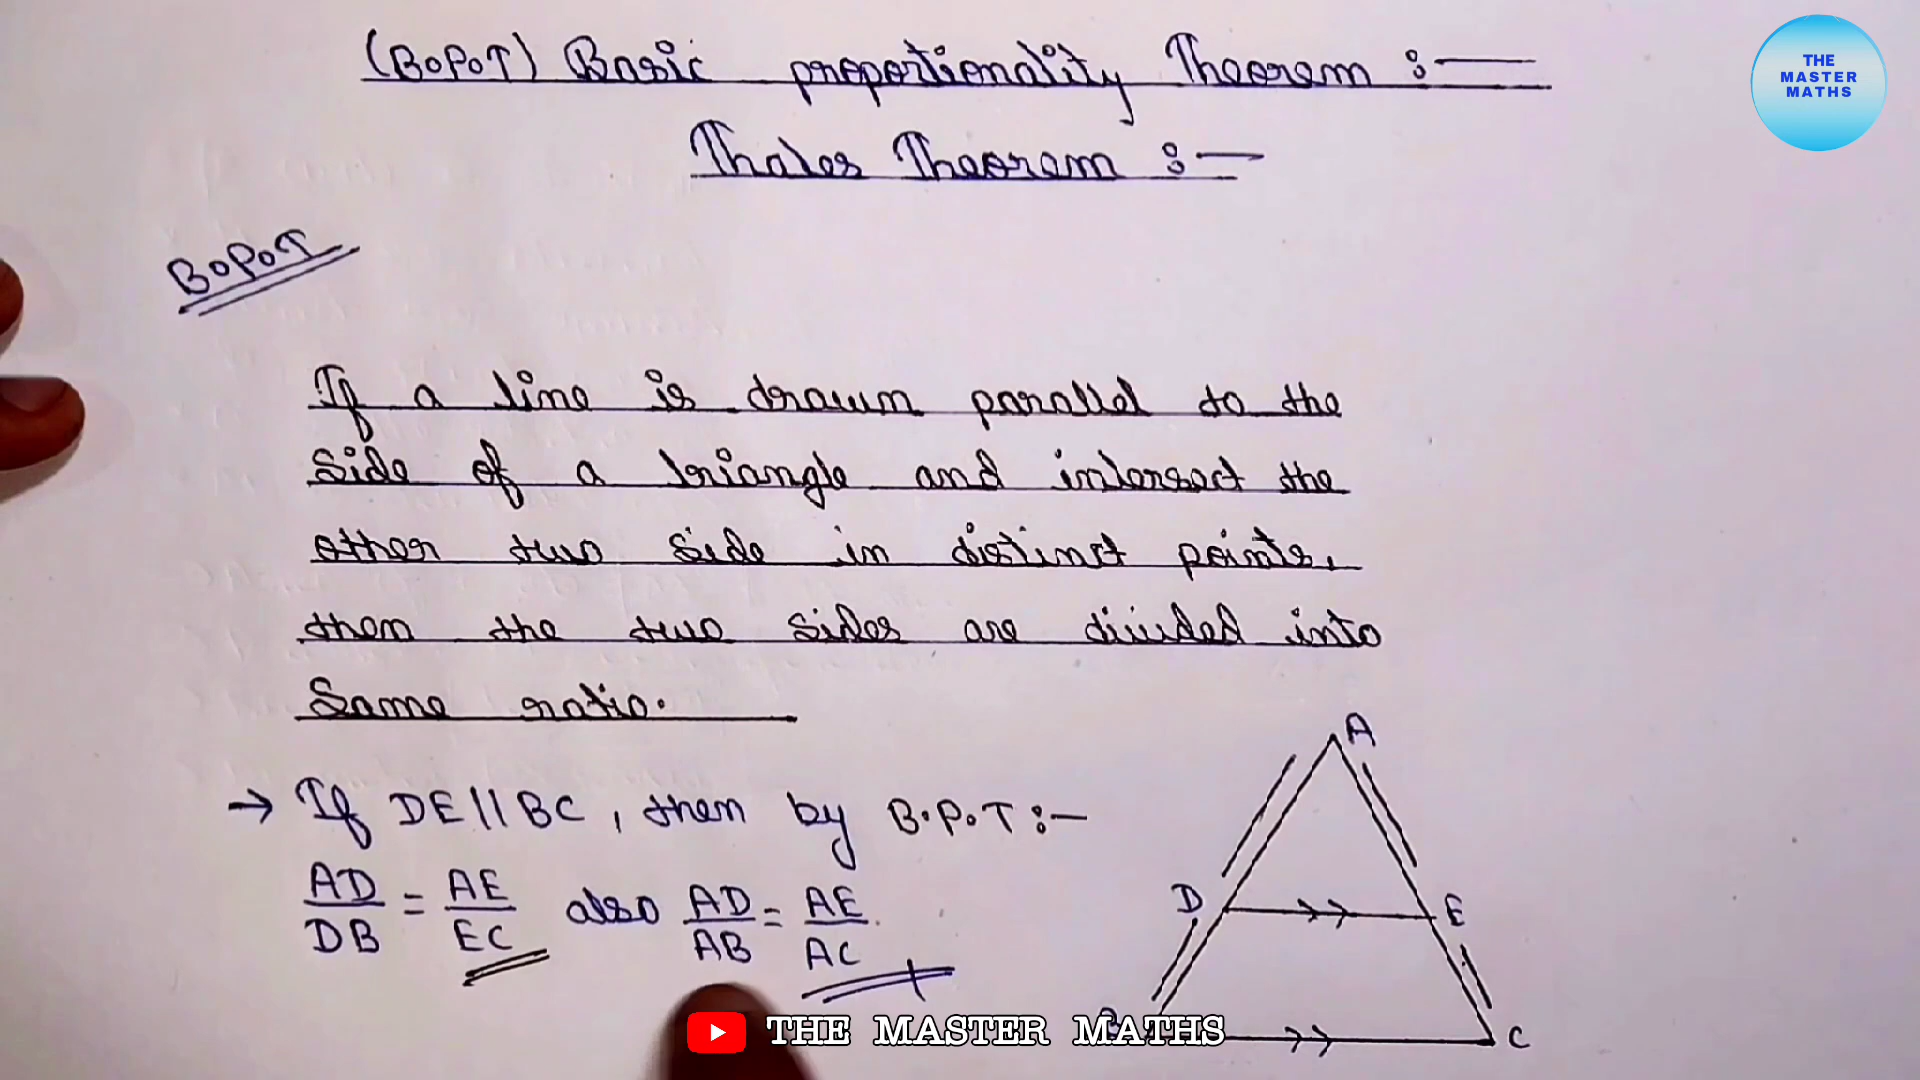 (B.P.T) Basic proportionality Theorem :—
THE
MASTER
MATHS
Thales Theorem :—
B.P.T
If a line is drawn parallel to the
side of a triangle and intersect the
other two side in distinct points,
then the two sides are divided into
Same ratio.
→ If DE||BC, then by B.P.T :-
AD/DB = AE/EC also AD/AB = AE/AC
A
D E
B C
THE MASTER MATHS